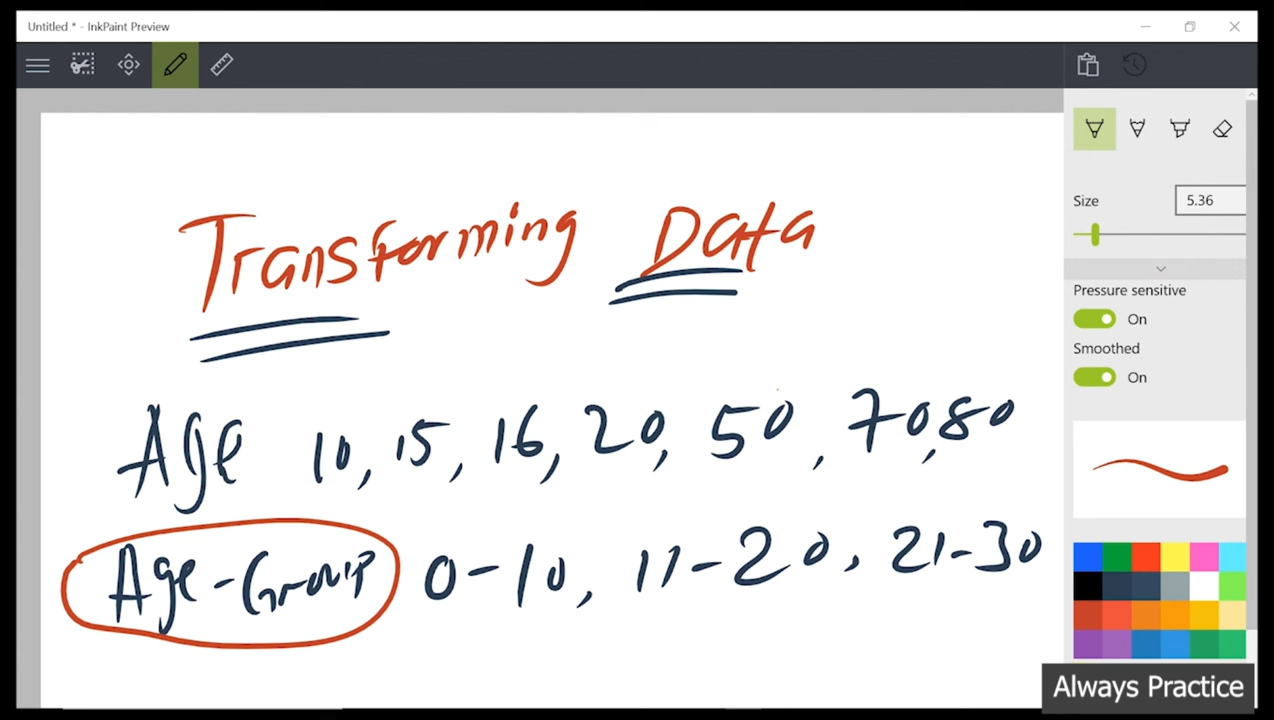 Untitled * - InkPaint Preview
Size
5.36
Pressure sensitive
On
Smoothed
On
Transforming Data
Age 10, 15, 16, 20, 50, 70, 80
Age-Group 0-10, 11-20, 21-30
Always Practice